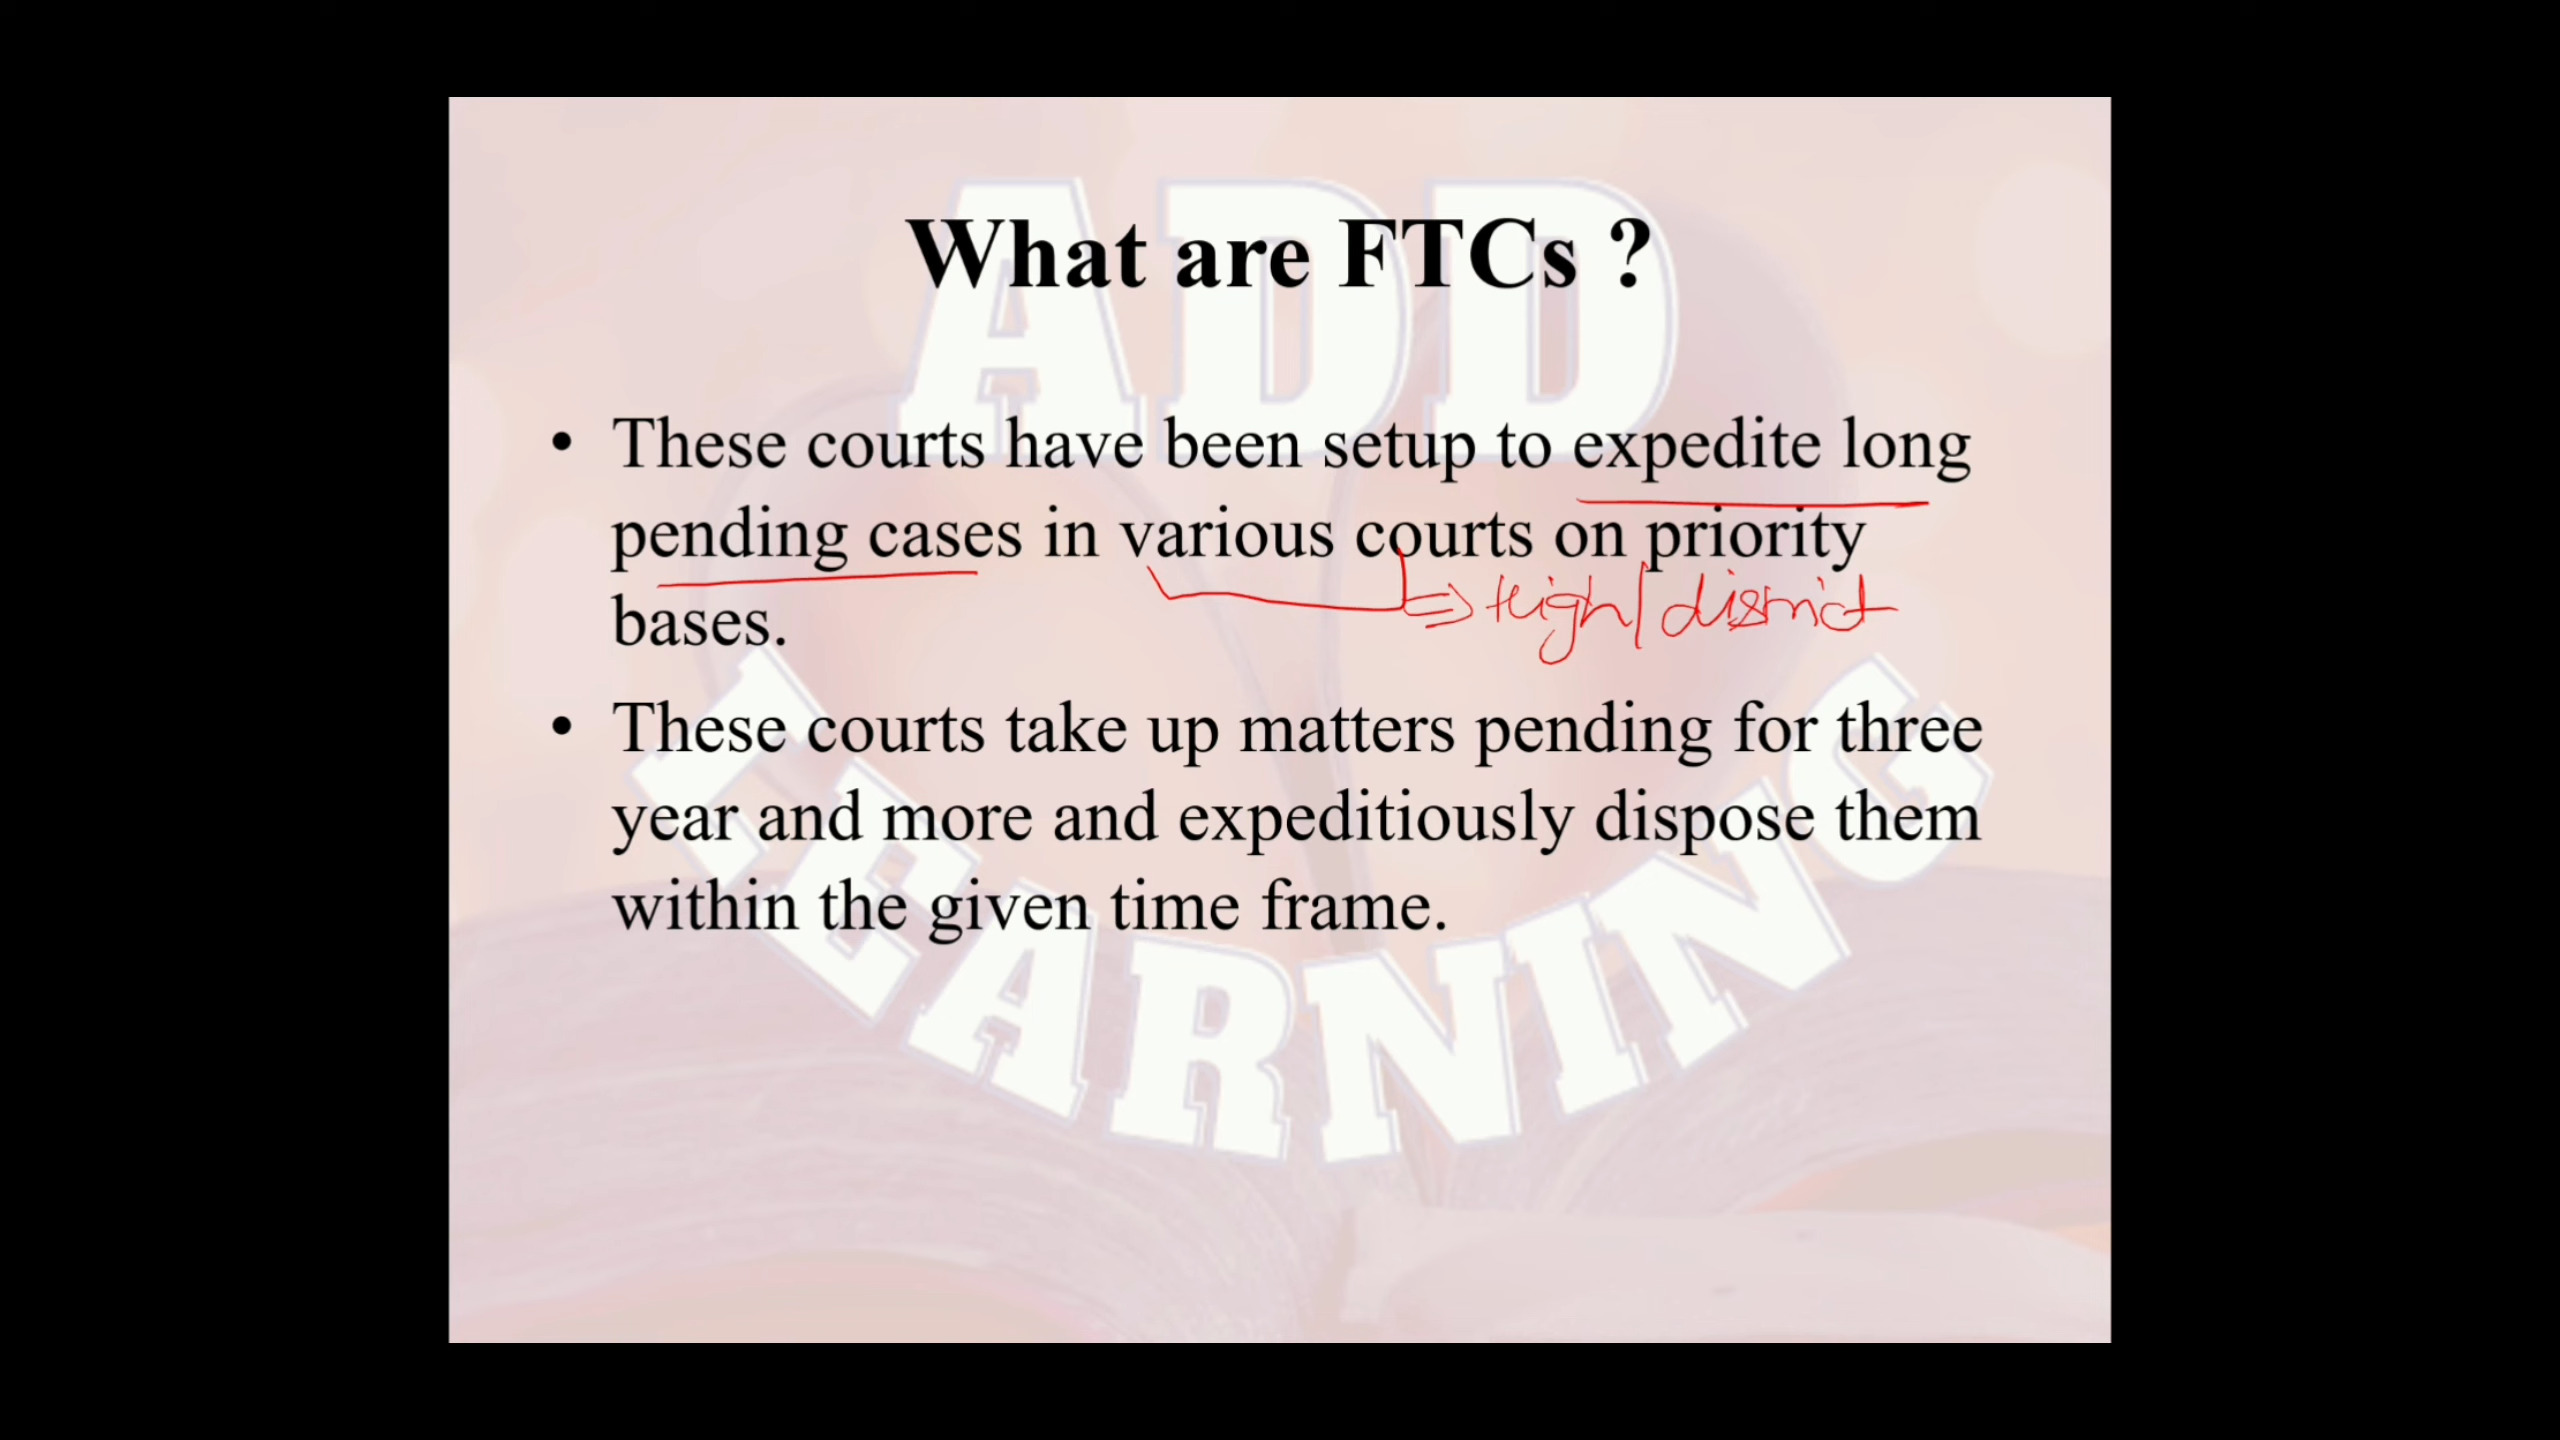 What are FTCs ?
• These courts have been setup to expedite long
pending cases in various courts on priority
⇒ High/district
bases.
• These courts take up matters pending for three
year and more and expeditiously dispose them
within the given time frame.
ADD
LEARNING